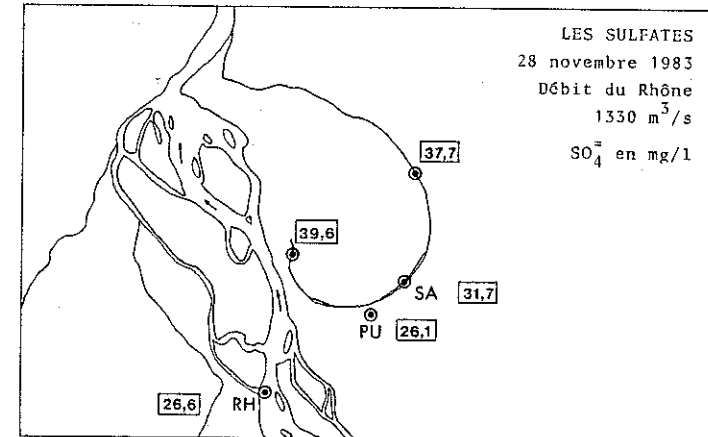 LES SULFATES
28 novembre 1983
Débit du Rhône
1330 m³/s
SO₄⁼ en mg/l
37,7
39,6
SA 31,7
PU 26,1
26,6 RH